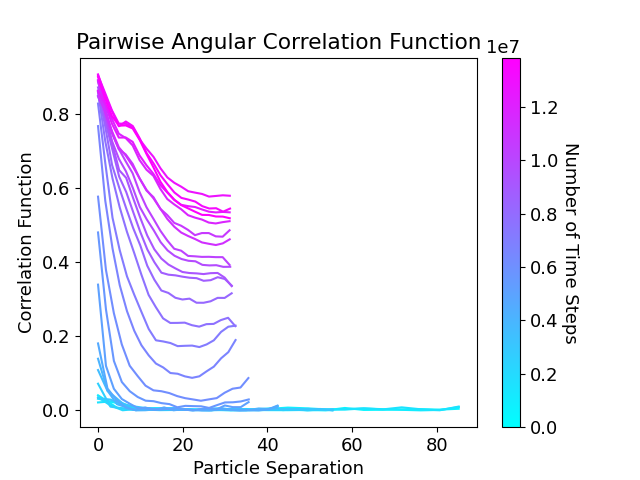 Pairwise Angular Correlation Function
1e7
Correlation Function
0.8
0.6
0.4
0.2
0.0
0 20 40 60 80
Particle Separation
1.2
1.0
0.8
0.6
0.4
0.2
0.0
Number of Time Steps